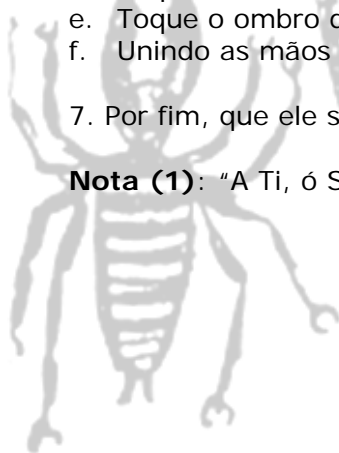 e. Toque o ombro
f. Unindo as mãos
7. Por fim, que ele
Nota (1): “A Ti, ó